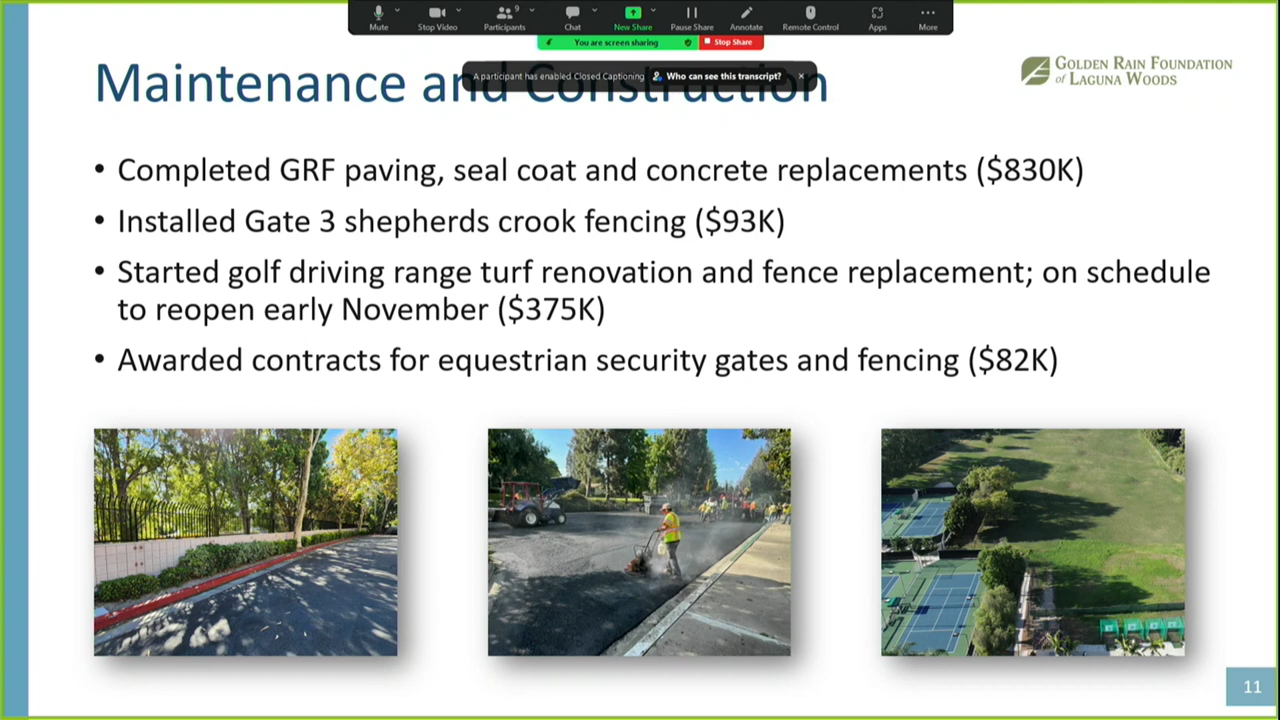 Mute
Stop Video
Participants
9
Chat
New Share
Pause Share
Annotate
Remote Control
Apps
More
You are screen sharing
Stop Share
A participant has enabled Closed Captioning
Who can see this transcript?
Maintenance and Construction
GOLDEN RAIN FOUNDATION
of LAGUNA WOODS
• Completed GRF paving, seal coat and concrete replacements ($830K)
• Installed Gate 3 shepherds crook fencing ($93K)
• Started golf driving range turf renovation and fence replacement; on schedule
to reopen early November ($375K)
• Awarded contracts for equestrian security gates and fencing ($82K)
11